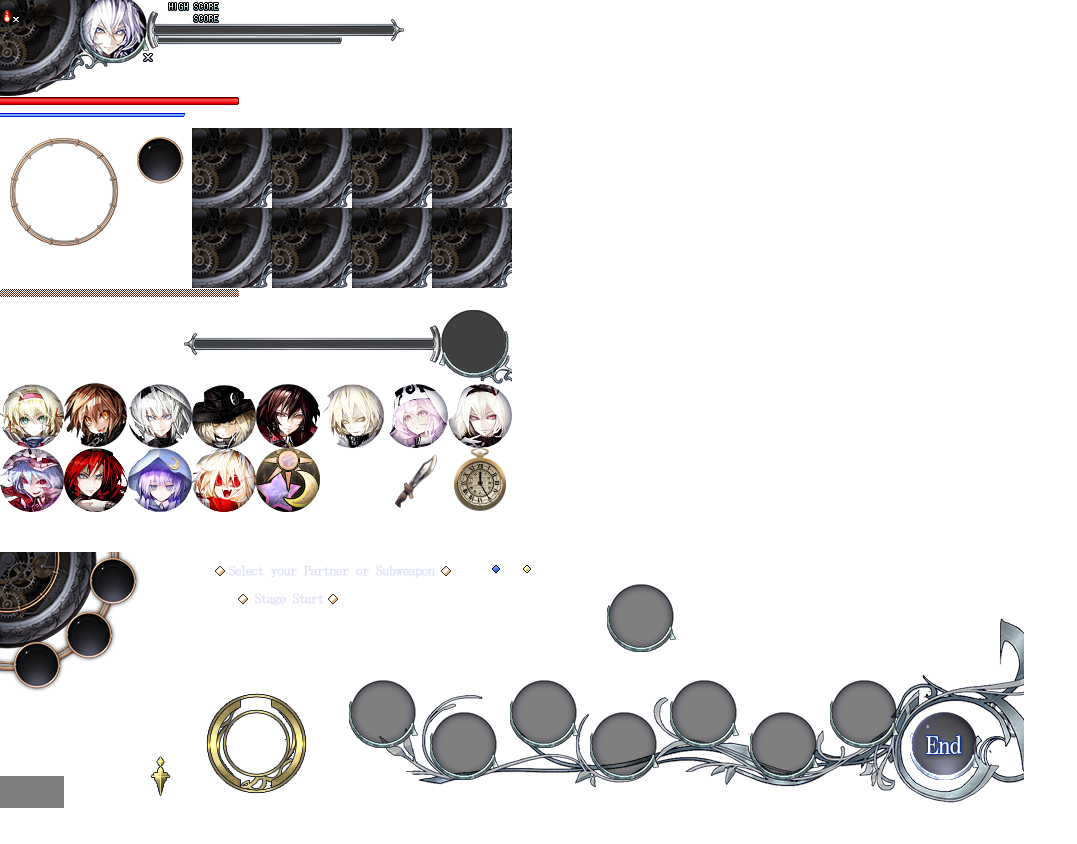 HIGH SCORE
SCORE
×
×
Select your Partner or Subweapon
Stage Start
End